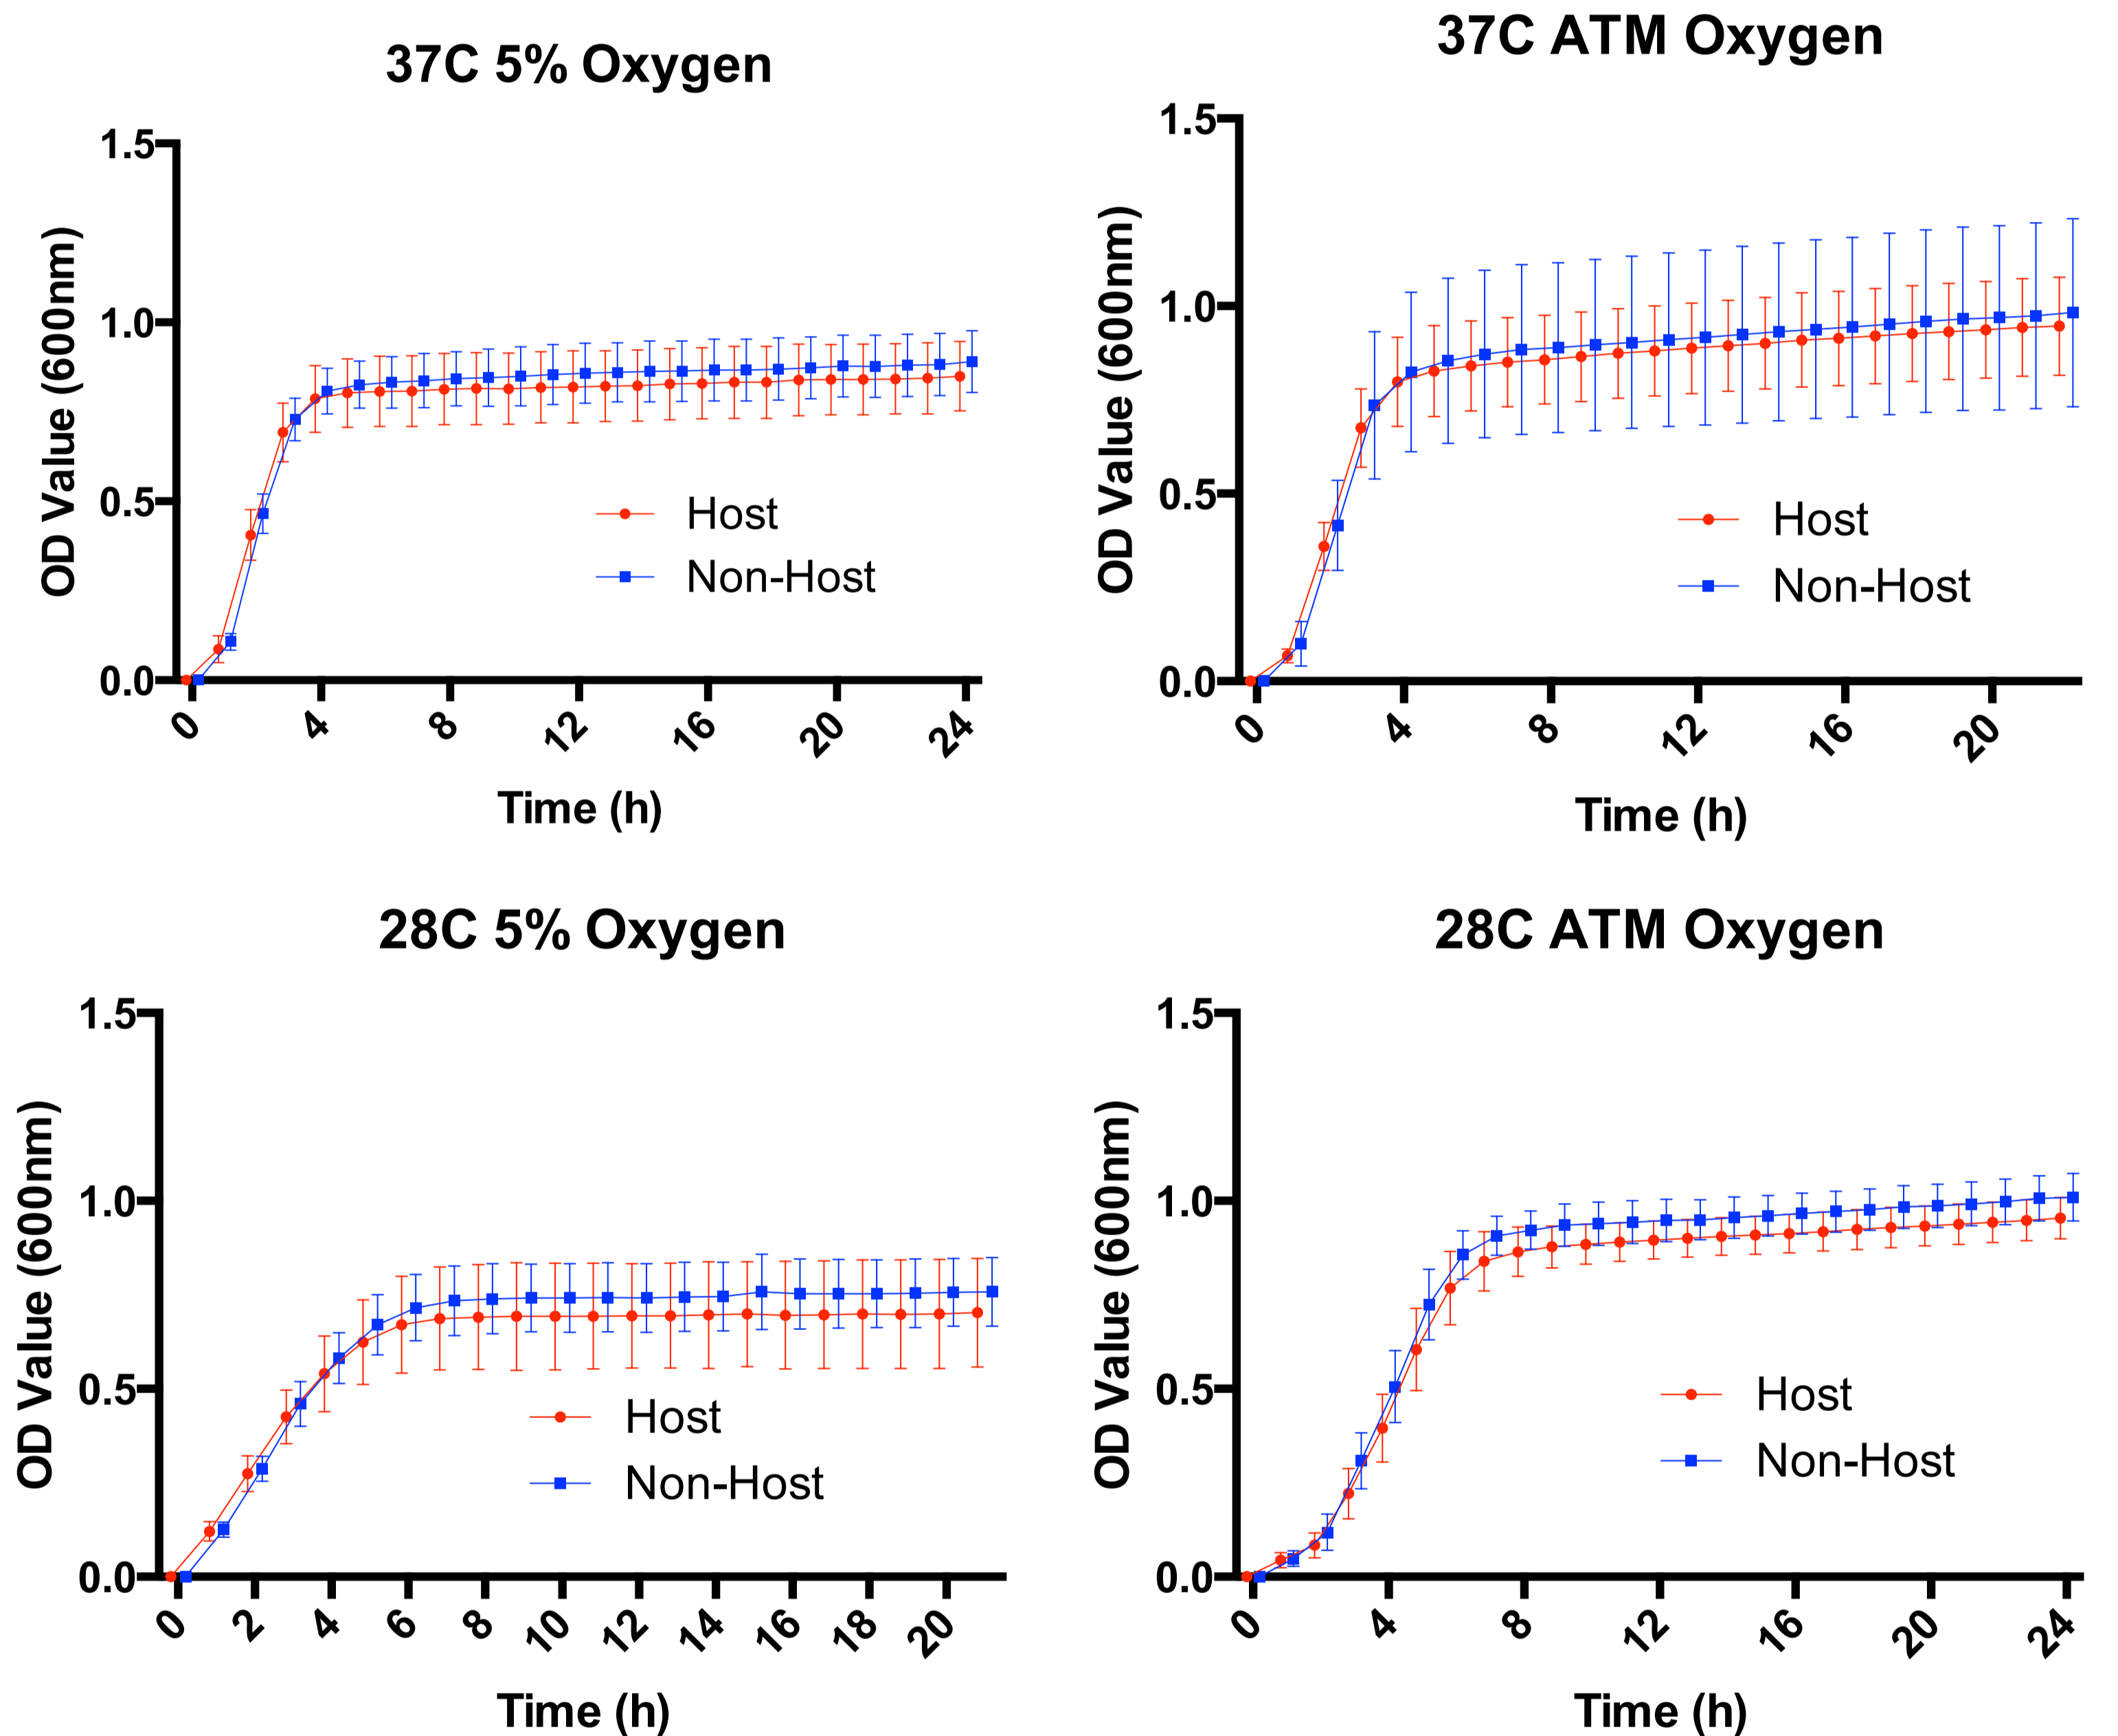 37C 5% Oxygen
OD Value (600nm)
1.5
1.0
0.5
0.0
Host
Non-Host
0 4 8 12 16 20 24
Time (h)
37C ATM Oxygen
OD Value (600nm)
1.5
1.0
0.5
0.0
Host
Non-Host
0 4 8 12 16 20
Time (h)
28C 5% Oxygen
OD Value (600nm)
1.5
1.0
0.5
0.0
Host
Non-Host
0 2 4 6 8 10 12 14 16 18 20
Time (h)
28C ATM Oxygen
OD Value (600nm)
1.5
1.0
0.5
0.0
Host
Non-Host
0 4 8 12 16 20 24
Time (h)